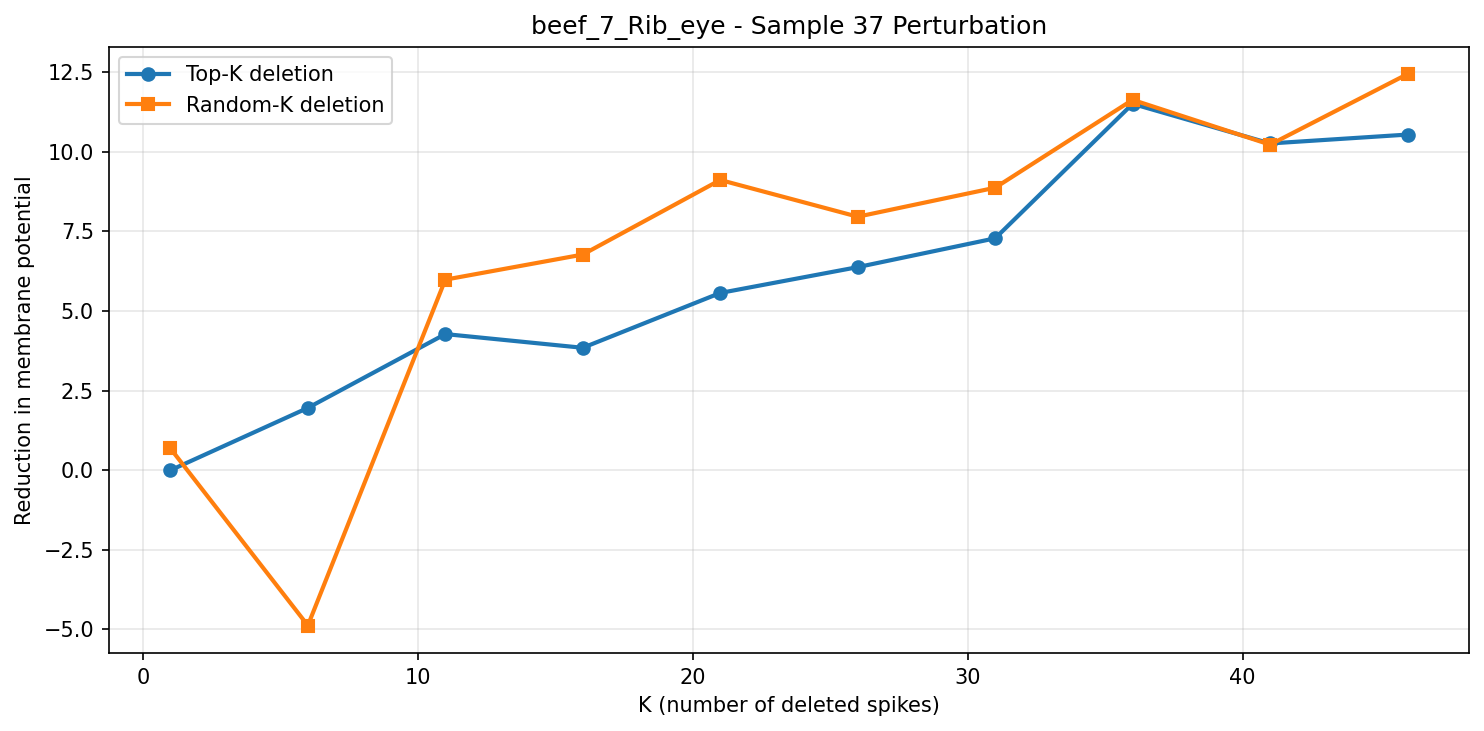 beef_7_Rib_eye - Sample 37 Perturbation
Top-K deletion
Random-K deletion
Reduction in membrane potential
12.5
10.0
7.5
5.0
2.5
0.0
−2.5
−5.0
0
10
20
30
40
K (number of deleted spikes)